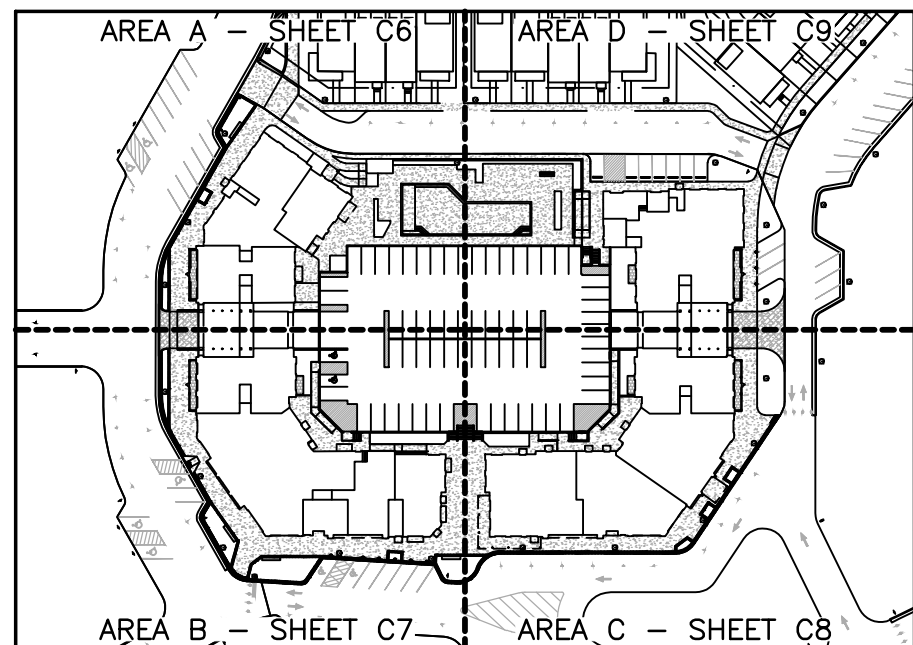 AREA A - SHEET C6
AREA D - SHEET C9
AREA B - SHEET C7
AREA C - SHEET C8